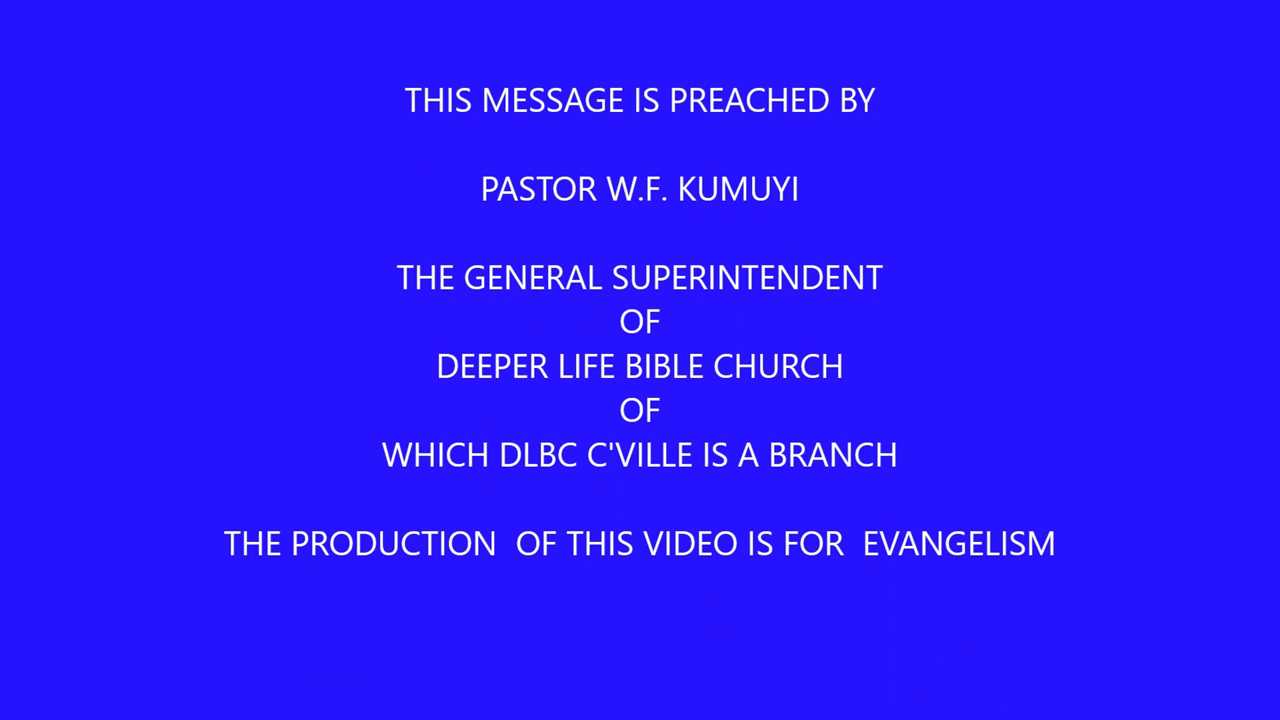 THIS MESSAGE IS PREACHED BY
PASTOR W.F. KUMUYI
THE GENERAL SUPERINTENDENT
OF
DEEPER LIFE BIBLE CHURCH
OF
WHICH DLBC C'VILLE IS A BRANCH
THE PRODUCTION  OF THIS VIDEO IS FOR  EVANGELISM